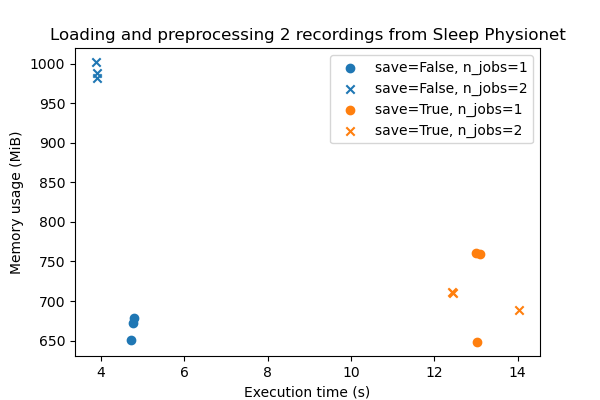 Loading and preprocessing 2 recordings from Sleep Physionet
save=False, n_jobs=1
save=False, n_jobs=2
save=True, n_jobs=1
save=True, n_jobs=2
Memory usage (MiB)
1000
950
900
850
800
750
700
650
4 6 8 10 12 14
Execution time (s)